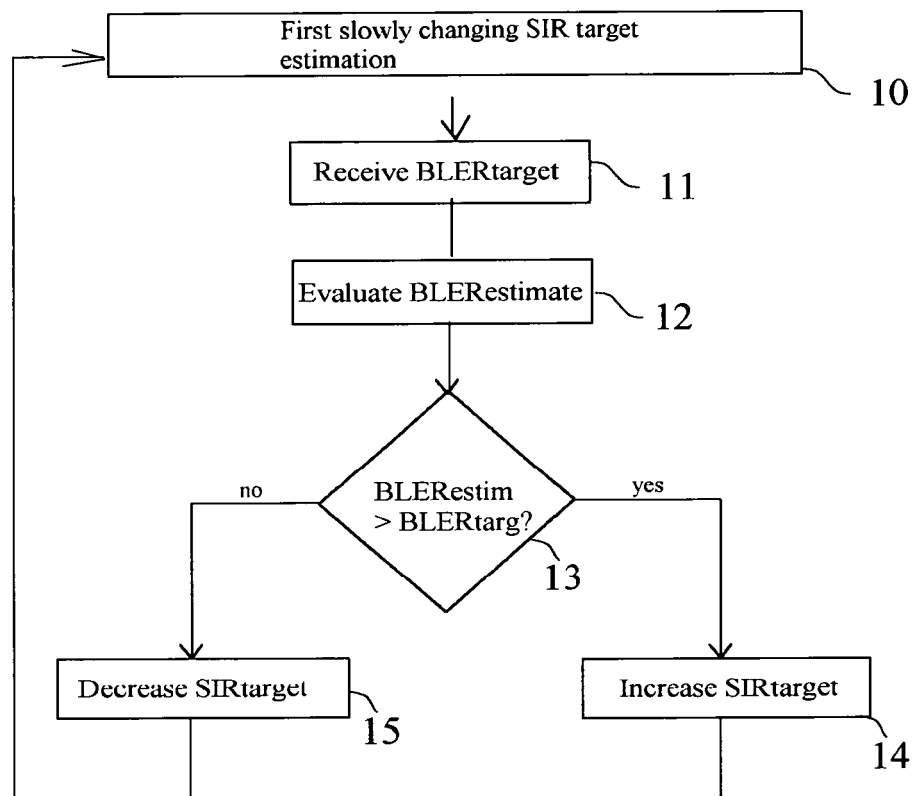 First slowly changing SIR target
estimation
10
Receive BLERtarget
11
Evaluate BLERestimate
12
BLERestim
> BLERtarg?
13
no
yes
Decrease SIRtarget
15
Increase SIRtarget
14